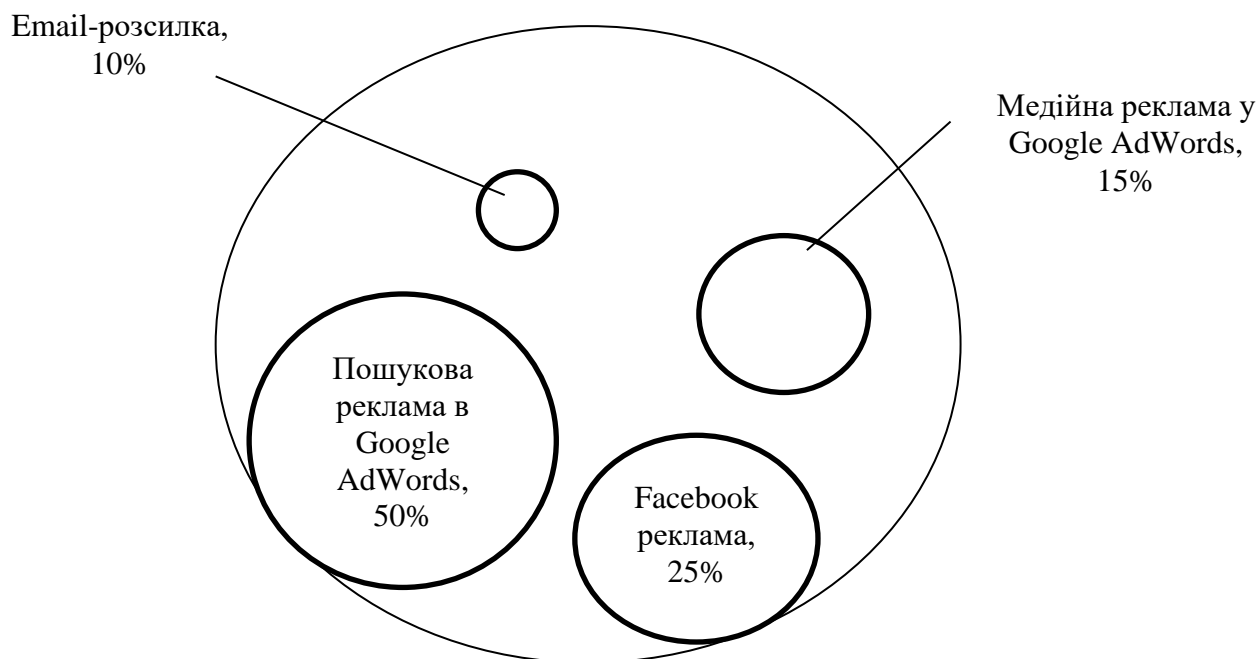 Email-розсилка,
10%
Медійна реклама у
Google AdWords,
15%
Пошукова
реклама в
Google
AdWords,
50%
Facebook
реклама,
25%